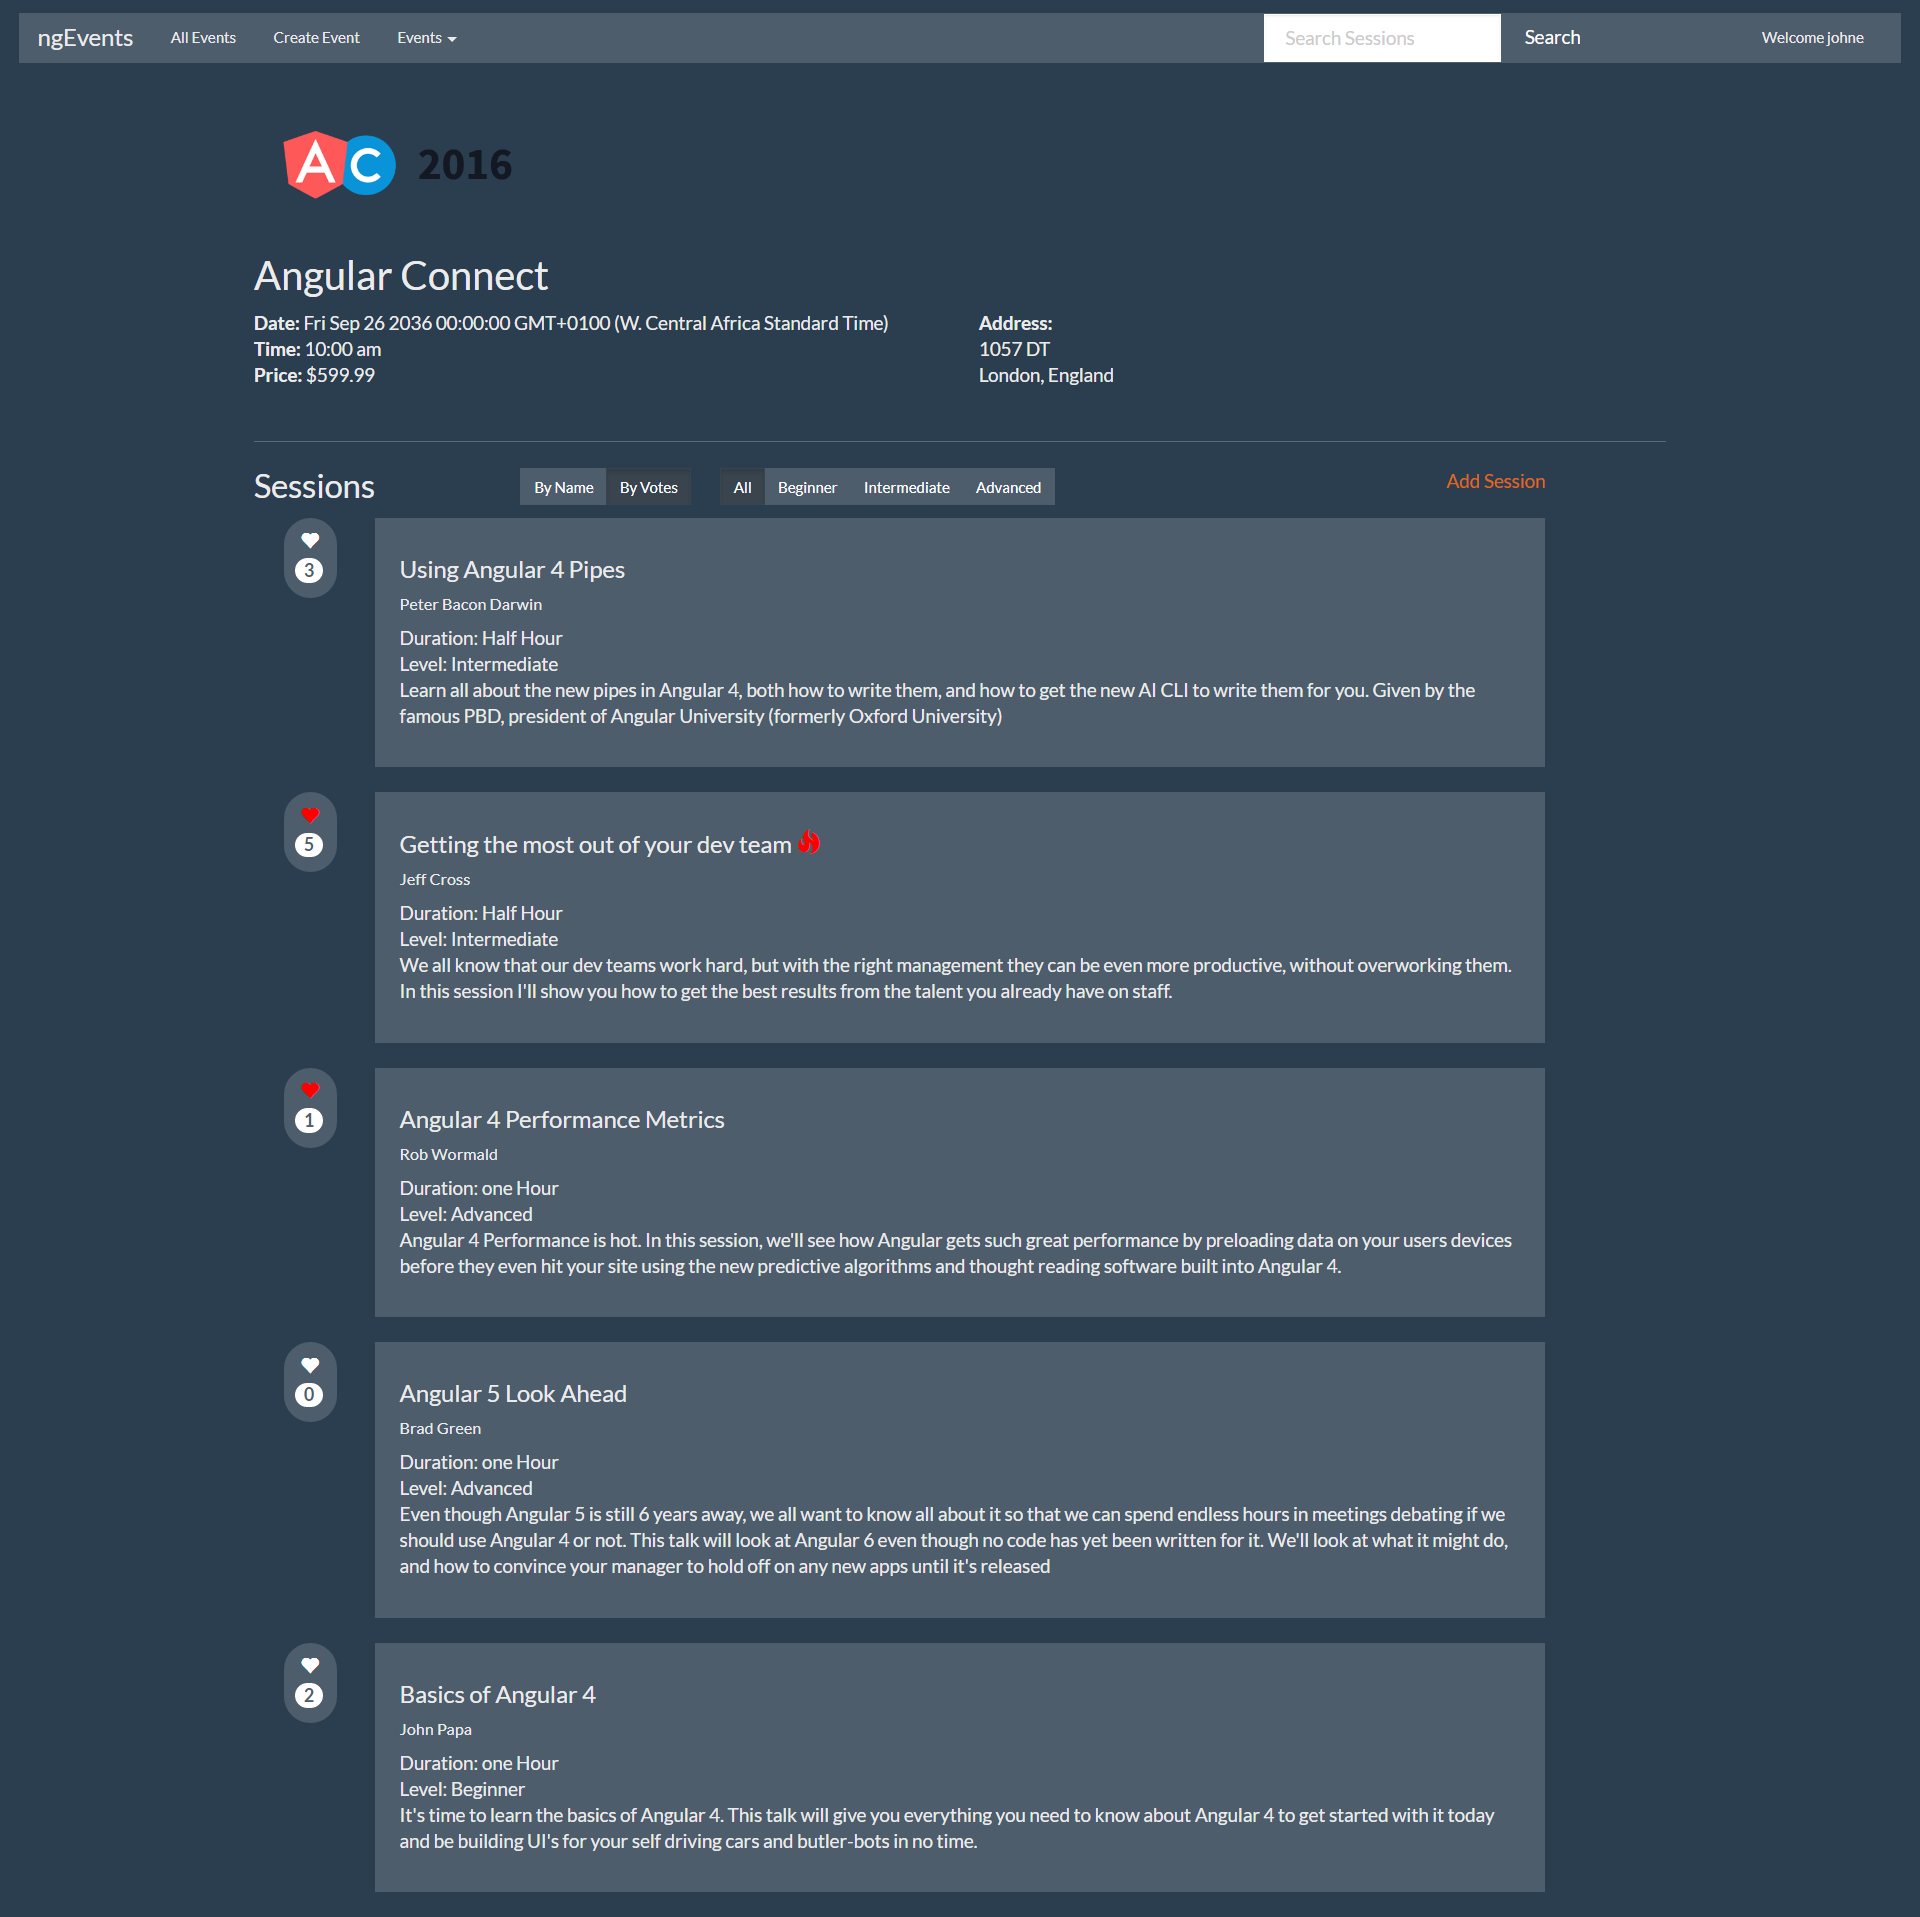 ngEvents All Events Create Event Events Search Sessions Search Welcome johne
AC 2016
Angular Connect
Date: Fri Sep 26 2036 00:00:00 GMT+0100 (W. Central Africa Standard Time)
Time: 10:00 am
Price: $599.99
Address:
1057 DT
London, England
Sessions By Name By Votes All Beginner Intermediate Advanced Add Session
3
Using Angular 4 Pipes
Peter Bacon Darwin
Duration: Half Hour
Level: Intermediate
Learn all about the new pipes in Angular 4, both how to write them, and how to get the new AI CLI to write them for you. Given by the
famous PBD, president of Angular University (formerly Oxford University)
5
Getting the most out of your dev team
Jeff Cross
Duration: Half Hour
Level: Intermediate
We all know that our dev teams work hard, but with the right management they can be even more productive, without overworking them.
In this session I'll show you how to get the best results from the talent you already have on staff.
1
Angular 4 Performance Metrics
Rob Wormald
Duration: one Hour
Level: Advanced
Angular 4 Performance is hot. In this session, we'll see how Angular gets such great performance by preloading data on your users devices
before they even hit your site using the new predictive algorithms and thought reading software built into Angular 4.
0
Angular 5 Look Ahead
Brad Green
Duration: one Hour
Level: Advanced
Even though Angular 5 is still 6 years away, we all want to know all about it so that we can spend endless hours in meetings debating if we
should use Angular 4 or not. This talk will look at Angular 6 even though no code has yet been written for it. We'll look at what it might do,
and how to convince your manager to hold off on any new apps until it's released
2
Basics of Angular 4
John Papa
Duration: one Hour
Level: Beginner
It's time to learn the basics of Angular 4. This talk will give you everything you need to know about Angular 4 to get started with it today
and be building UI's for your self driving cars and butler-bots in no time.